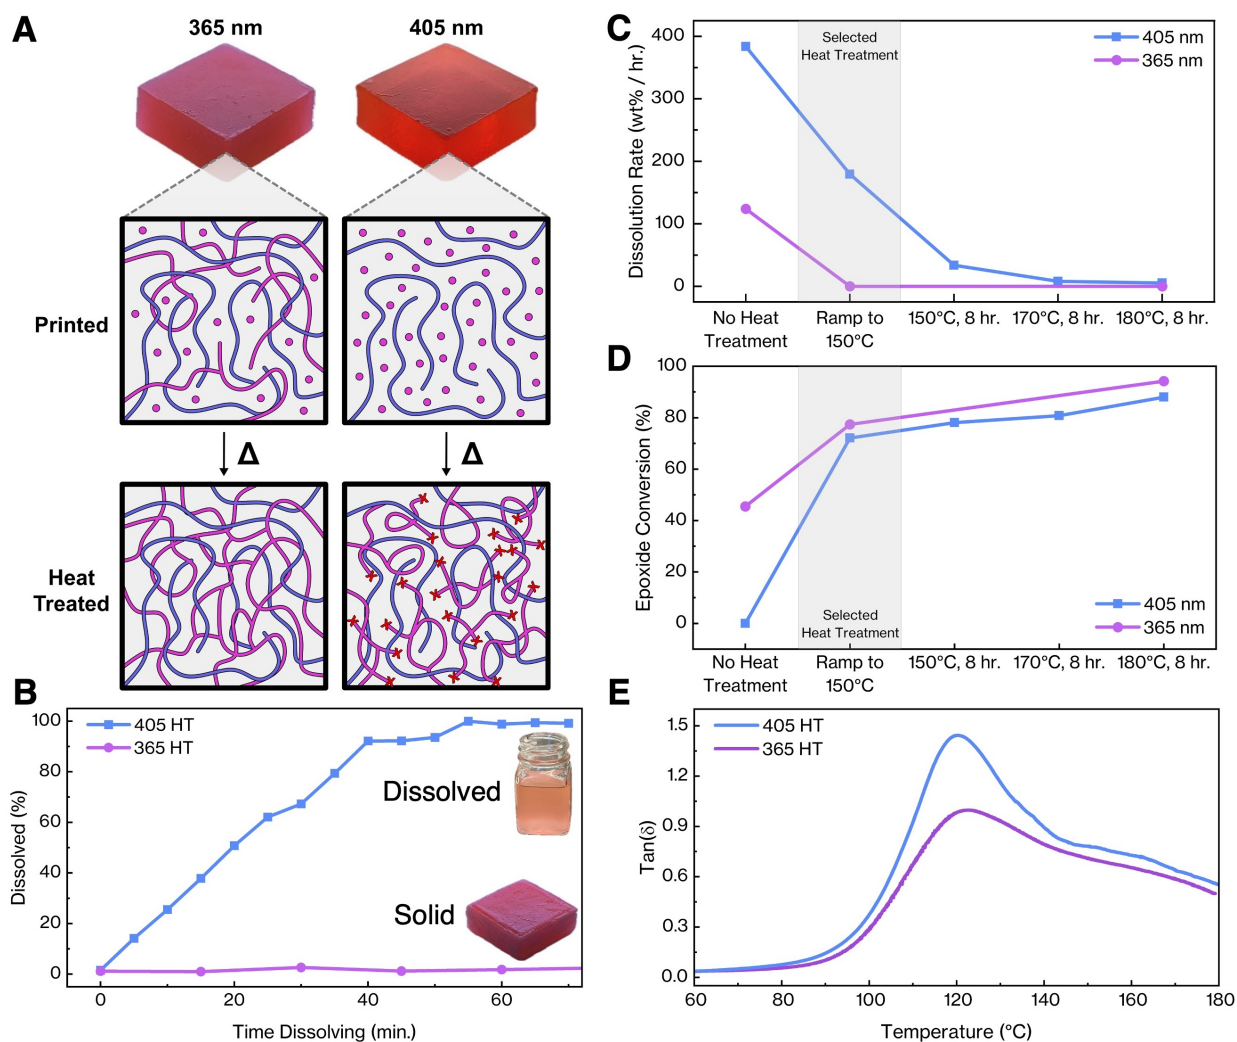 A
365 nm
405 nm
Printed
Δ
Δ
Heat
Treated
B
405 HT
365 HT
Dissolved
Solid
Dissolved (%)
100
80
60
40
20
0
0
20
40
60
Time Dissolving (min.)
C
Selected
Heat Treatment
405 nm
365 nm
Dissolution Rate (wt% / hr.)
400
300
200
100
0
No Heat
Treatment
Ramp to
150°C
150°C, 8 hr.
170°C, 8 hr.
180°C, 8 hr.
D
Epoxide Conversion (%)
100
80
60
40
20
0
Selected
Heat Treatment
405 nm
365 nm
No Heat
Treatment
Ramp to
150°C
150°C, 8 hr.
170°C, 8 hr.
180°C, 8 hr.
E
405 HT
365 HT
Tan(δ)
1.5
1.2
0.9
0.6
0.3
0.0
60
80
100
120
140
160
180
Temperature (°C)